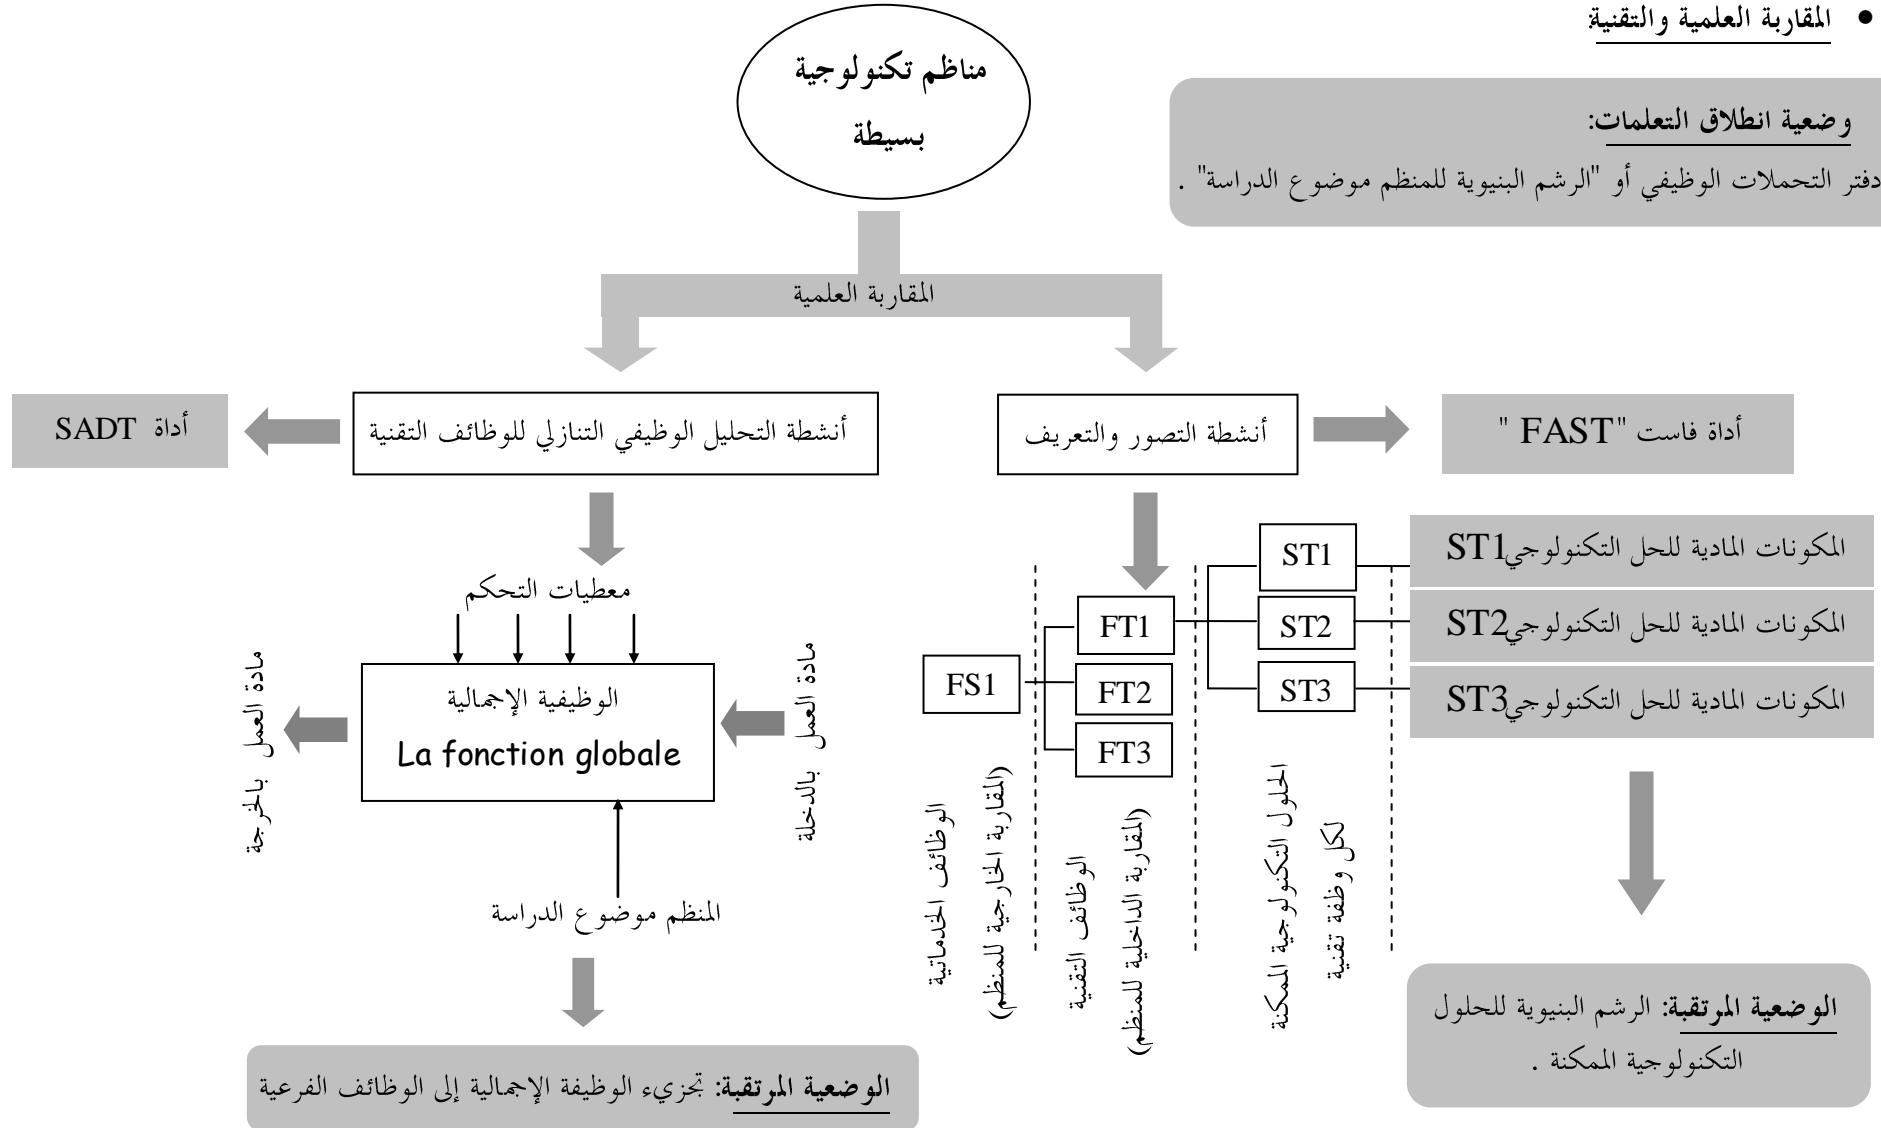 • المقاربة العلمية والتقنية:
مناظم تكنولوجية
بسيطة
وضعية انطلاق التعلمات:
دفتر التحملات الوظيفي أو "الرشم البنيوية للمنظم موضوع الدراسة" .
المقاربة العلمية
أداة فاست "FAST "
أنشطة التصور والتعريف
أنشطة التحليل الوظيفي التنازلي للوظائف التقنية
أداة SADT
المكونات المادية للحل التكنولوجيST1
المكونات المادية للحل التكنولوجيST2
المكونات المادية للحل التكنولوجيST3
ST1
ST2
ST3
FT1
FT2
FT3
FS1
الوظائف الخدماتية
(المقاربة الخارجية للمنظم)
الوظائف التقنية
(المقاربة الداخلية للمنظم)
الحلول التكنولوجية الممكنة
لكل وظفة تقنية
معطيات التحكم
مادة العمل بالدخلة
الوظيفية الإجمالية
La fonction globale
مادة العمل بالخرجة
المنظم موضوع الدراسة
الوضعية المرتقبة: الرشم البنيوية للحلول
التكنولوجية الممكنة .
الوضعية المرتقبة: تجزيء الوظيفة الإجمالية إلى الوظائف الفرعية